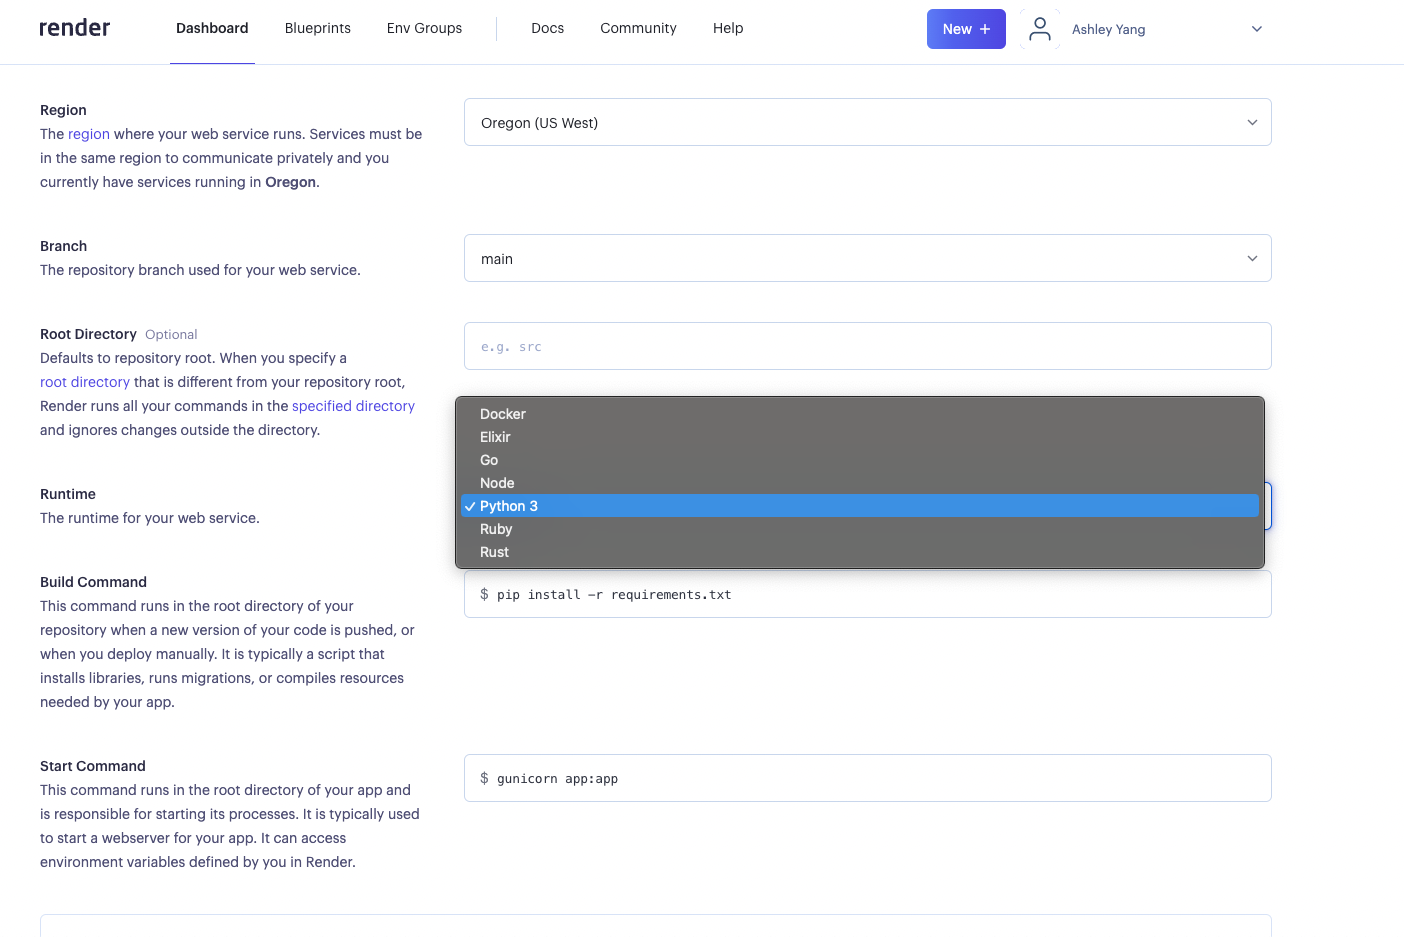 render
Dashboard
Blueprints
Env Groups
Docs
Community
Help
New +
Ashley Yang
Region
The region where your web service runs. Services must be
in the same region to communicate privately and you
currently have services running in Oregon.
Oregon (US West)
Branch
The repository branch used for your web service.
main
Root Directory Optional
Defaults to repository root. When you specify a
root directory that is different from your repository root,
Render runs all your commands in the specified directory
and ignores changes outside the directory.
e.g. src
Runtime
The runtime for your web service.
Docker
Elixir
Go
Node
✓ Python 3
Ruby
Rust
Build Command
This command runs in the root directory of your
repository when a new version of your code is pushed, or
when you deploy manually. It is typically a script that
installs libraries, runs migrations, or compiles resources
needed by your app.
$ pip install -r requirements.txt
Start Command
This command runs in the root directory of your app and
is responsible for starting its processes. It is typically used
to start a webserver for your app. It can access
environment variables defined by you in Render.
$ gunicorn app:app